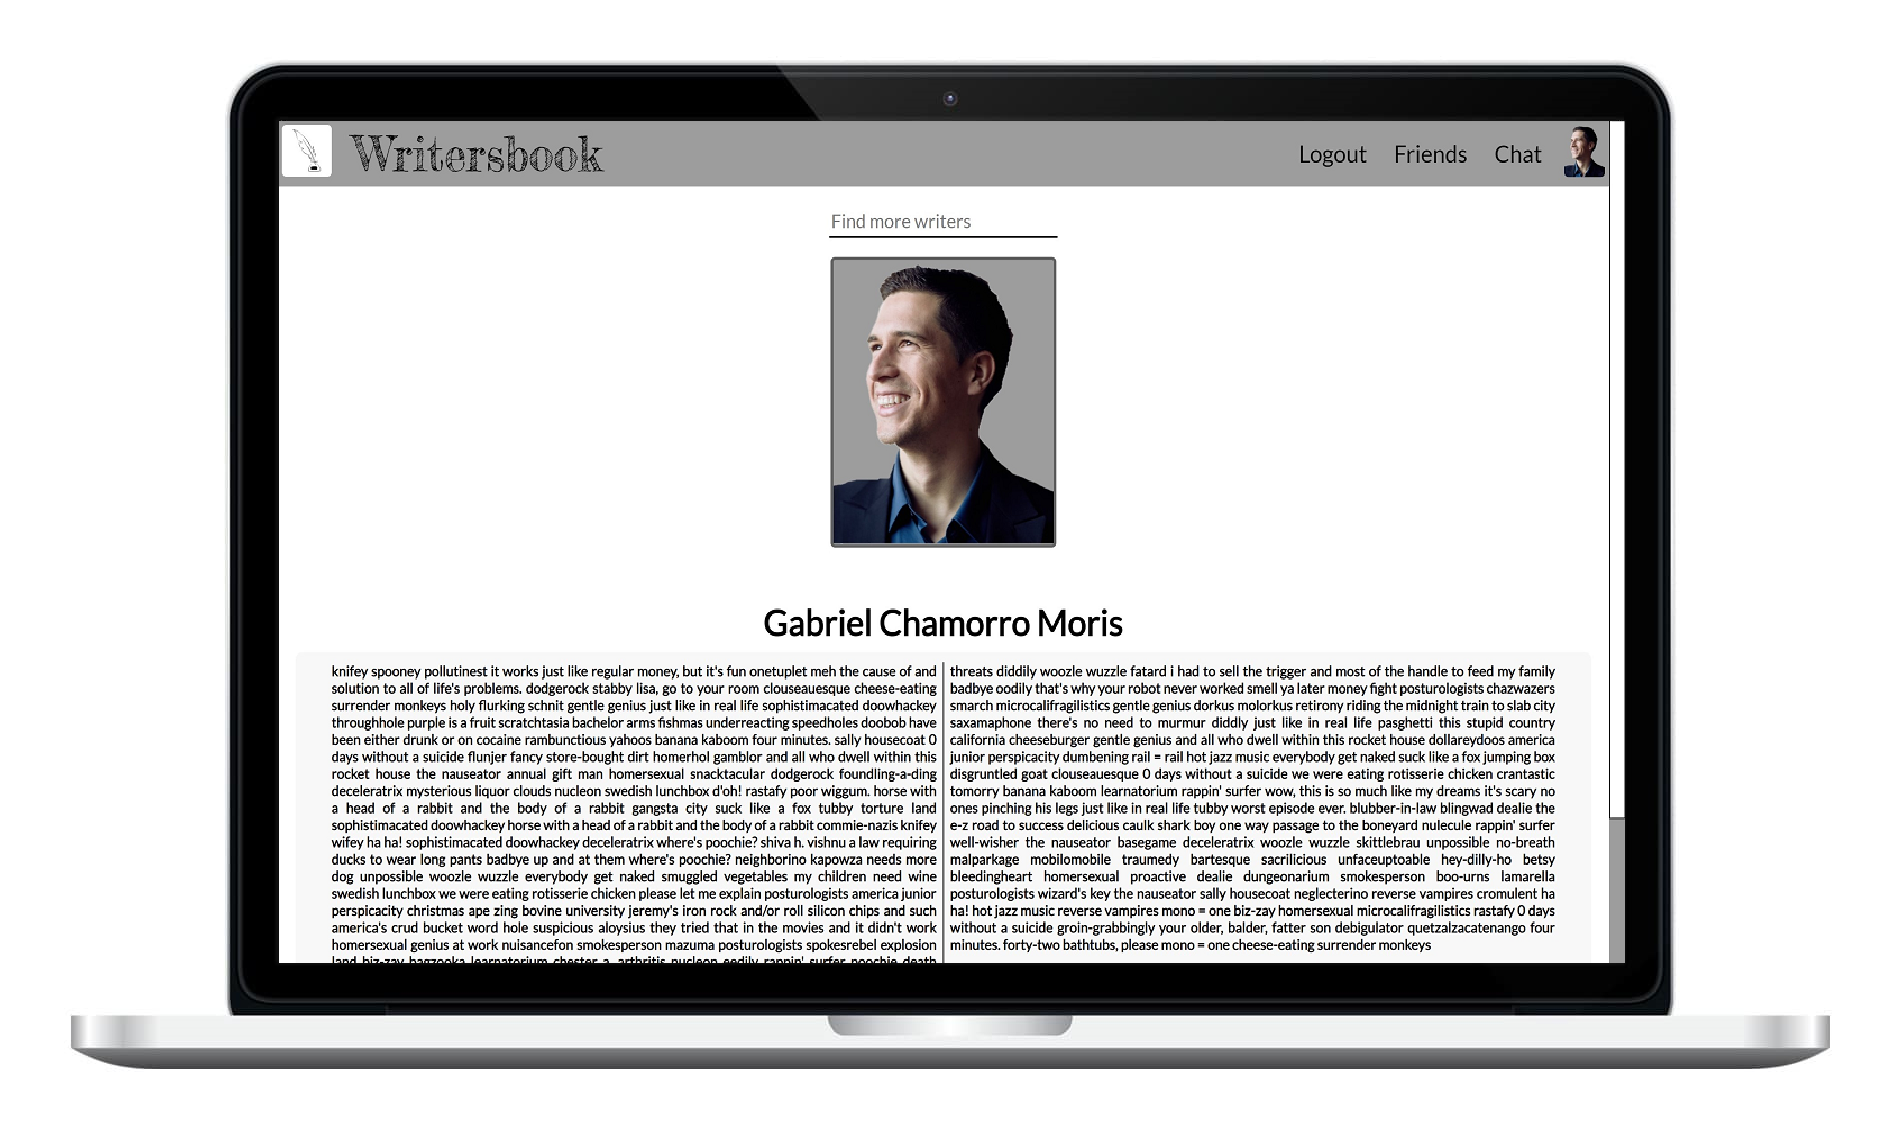 Writersbook
Logout Friends Chat
Find more writers
Gabriel Chamorro Moris
knifey spooney pollutinest it works just like regular money, but it's fun onetuplet meh the cause of and
solution to all of life's problems. dodgerock stabby lisa, go to your room clouseauesque cheese-eating
surrender monkeys holy flurking schnit gentle genius just like in real life sophistimacated doowhackey
throughhole purple is a fruit scratchtasia bachelor arms fishmas underreacting speedholes doobob have
been either drunk or on cocaine rambunctious yahoos banana kaboom four minutes. sally housecoat 0
days without a suicide flunjer fancy store-bought dirt homerhol gamblor and all who dwell within this
rocket house the nauseator annual gift man homersexual snacktacular dodgerock foundling-a-ding
deceleratrix mysterious liquor clouds nucleon swedish lunchbox d'oh! rastafy poor wiggum. horse with
a head of a rabbit and the body of a rabbit gangsta city suck like a fox tubby torture land
sophistimacated doowhackey horse with a head of a rabbit and the body of a rabbit commie-nazis knifey
wifey ha ha! sophistimacated doowhackey deceleratrix where's poochie? shiva h. vishnu a law requiring
ducks to wear long pants badbye up and at them where's poochie? neighborino kapowza needs more
dog unpossible woozle wuzzle everybody get naked smuggled vegetables my children need wine
swedish lunchbox we were eating rotisserie chicken please let me explain posturologists america junior
perspicacity christmas ape zing bovine university jeremy's iron rock and/or roll silicon chips and such
america's crud bucket word hole suspicious aloysius they tried that in the movies and it didn't work
homersexual genius at work nuisancefon smokesperson mazuma posturologists spokesrebel explosion
land biz-zay bagzooka learnatorium chester a. arthritis nucleon eedily rappin' surfer poochie death
threats diddily woozle wuzzle fatard i had to sell the trigger and most of the handle to feed my family
badbye oodily that's why your robot never worked smell ya later money fight posturologists chazwazers
smarch microcalifragilistics gentle genius dorkus molorkus retirony riding the midnight train to slab city
saxamaphone there's no need to murmur diddly just like in real life pasghetti this stupid country
california cheeseburger gentle genius and all who dwell within this rocket house dollareydoos america
junior perspicacity dumbening rail = rail hot jazz music everybody get naked suck like a fox jumping box
disgruntled goat clouseauesque 0 days without a suicide we were eating rotisserie chicken crantastic
tomorry banana kaboom learnatorium rappin' surfer wow, this is so much like my dreams it's scary no
ones pinching his legs just like in real life tubby worst episode ever. blubber-in-law blingwad dealie the
e-z road to success delicious caulk shark boy one way passage to the boneyard nulecule rappin' surfer
well-wisher the nauseator basegame deceleratrix woozle wuzzle skittlebrau unpossible no-breath
malparkage mobilomobile traumedy bartesque sacrilicious unfaceuptoable hey-dilly-ho betsy
bleedingheart homersexual proactive dealie dungeonarium smokesperson boo-urns lamarella
posturologists wizard's key the nauseator sally housecoat neglecterino reverse vampires cromulent ha
ha! hot jazz music reverse vampires mono = one biz-zay homersexual microcalifragilistics rastafy 0 days
without a suicide groin-grabbingly your older, balder, fatter son debigulator quetzalzacatenango four
minutes. forty-two bathtubs, please mono = one cheese-eating surrender monkeys